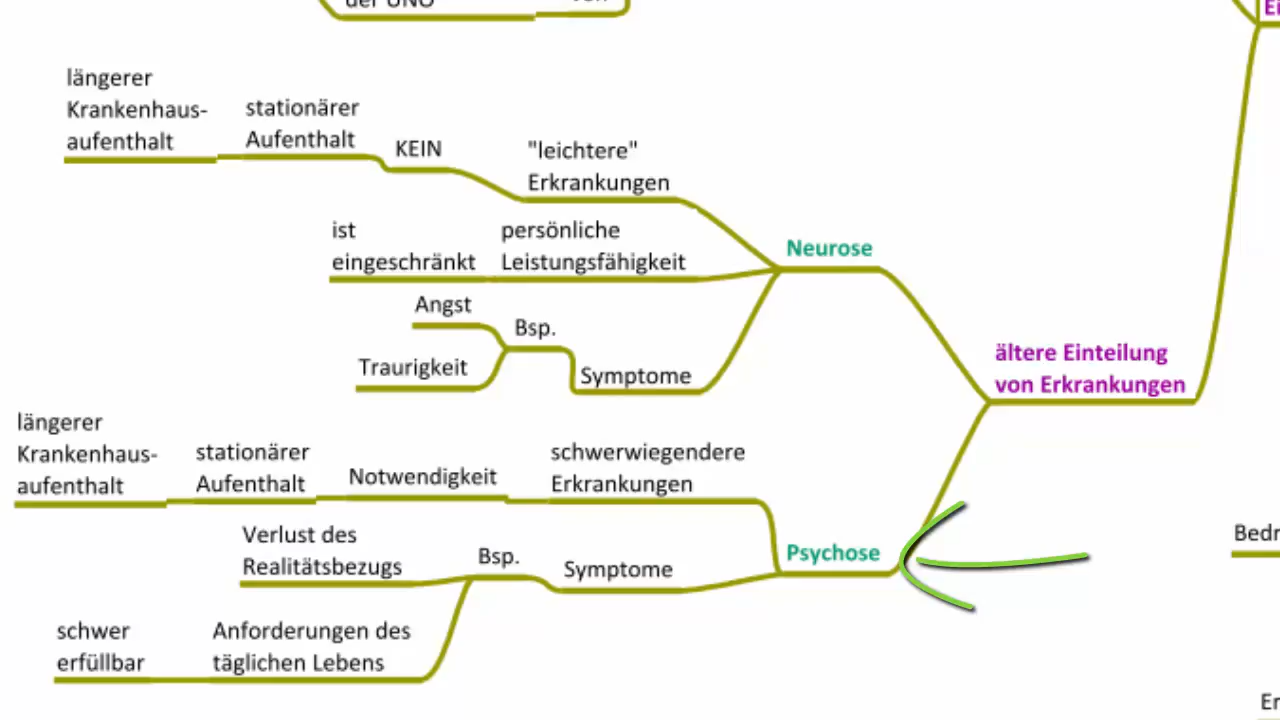 der UNO
längerer
Krankenhaus-
aufenthalt
stationärer
Aufenthalt
KEIN
"leichtere"
Erkrankungen
ist
eingeschränkt
persönliche
Leistungsfähigkeit
Neurose
Angst
Bsp.
Traurigkeit
Symptome
ältere Einteilung
von Erkrankungen
längerer
Krankenhaus-
aufenthalt
stationärer
Aufenthalt
Notwendigkeit
schwerwiegendere
Erkrankungen
Verlust des
Realitätsbezugs
Bsp.
Symptome
Psychose
schwer
erfüllbar
Anforderungen des
täglichen Lebens